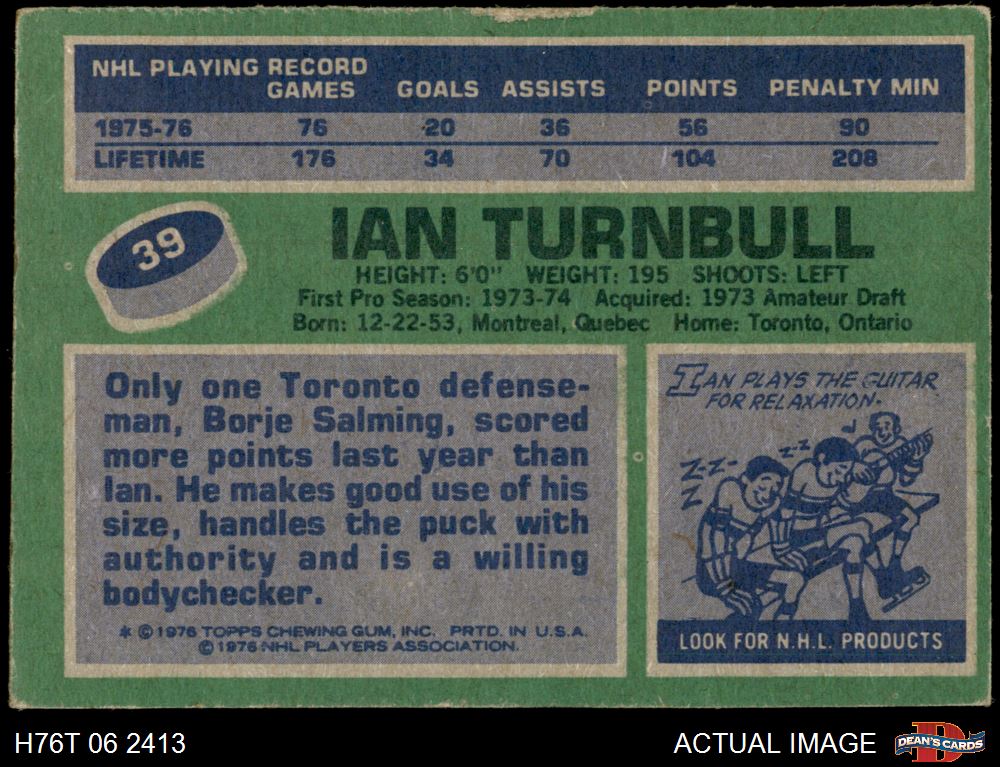 NHL PLAYING RECORD
GAMES GOALS ASSISTS POINTS PENALTY MIN
1975-76 76 20 36 56 90
LIFETIME 176 34 70 104 208
39
IAN TURNBULL
HEIGHT: 6'0" WEIGHT: 195 SHOOTS: LEFT
First Pro Season: 1973-74 Acquired: 1973 Amateur Draft
Born: 12-22-53, Montreal, Quebec Home: Toronto, Ontario
Only one Toronto defense-
man, Borje Salming, scored
more points last year than
Ian. He makes good use of his
size, handles the puck with
authority and is a willing
bodychecker.
* © 1976 TOPPS CHEWING GUM, INC. PRTD. IN U.S.A.
© 1976 NHL PLAYERS ASSOCIATION.
IAN PLAYS THE GUITAR
FOR RELAXATION.
Z-Z-
Z
Z-Z
LOOK FOR N.H.L. PRODUCTS
H76T 06 2413
ACTUAL IMAGE
D
DEAN'S CARDS